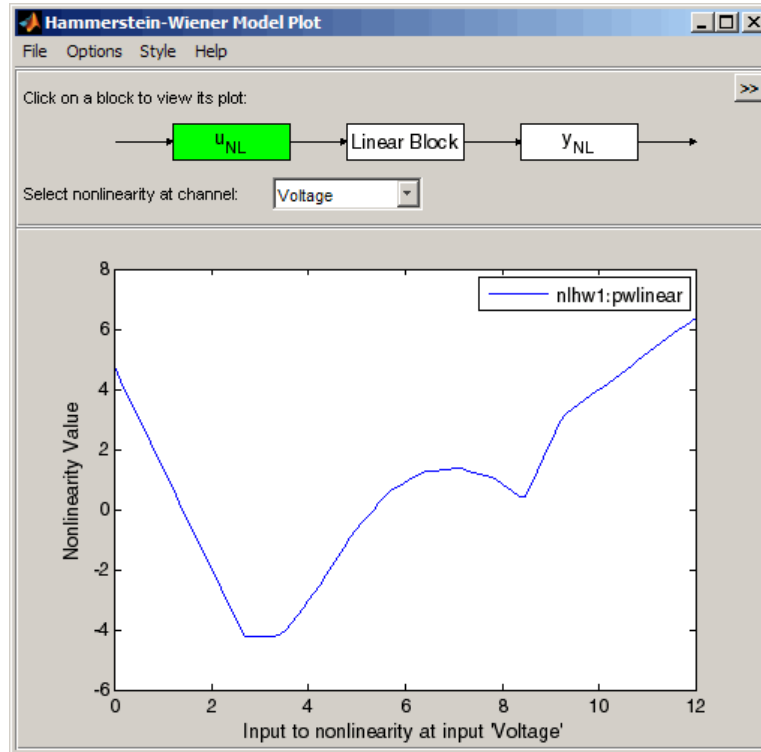 Hammerstein-Wiener Model Plot
File Options Style Help
Click on a block to view its plot:
>>
uNL Linear Block yNL
Select nonlinearity at channel: Voltage
nlhw1:pwlinear
Nonlinearity Value
8
6
4
2
0
-2
-4
-6
0 2 4 6 8 10 12
Input to nonlinearity at input 'Voltage'